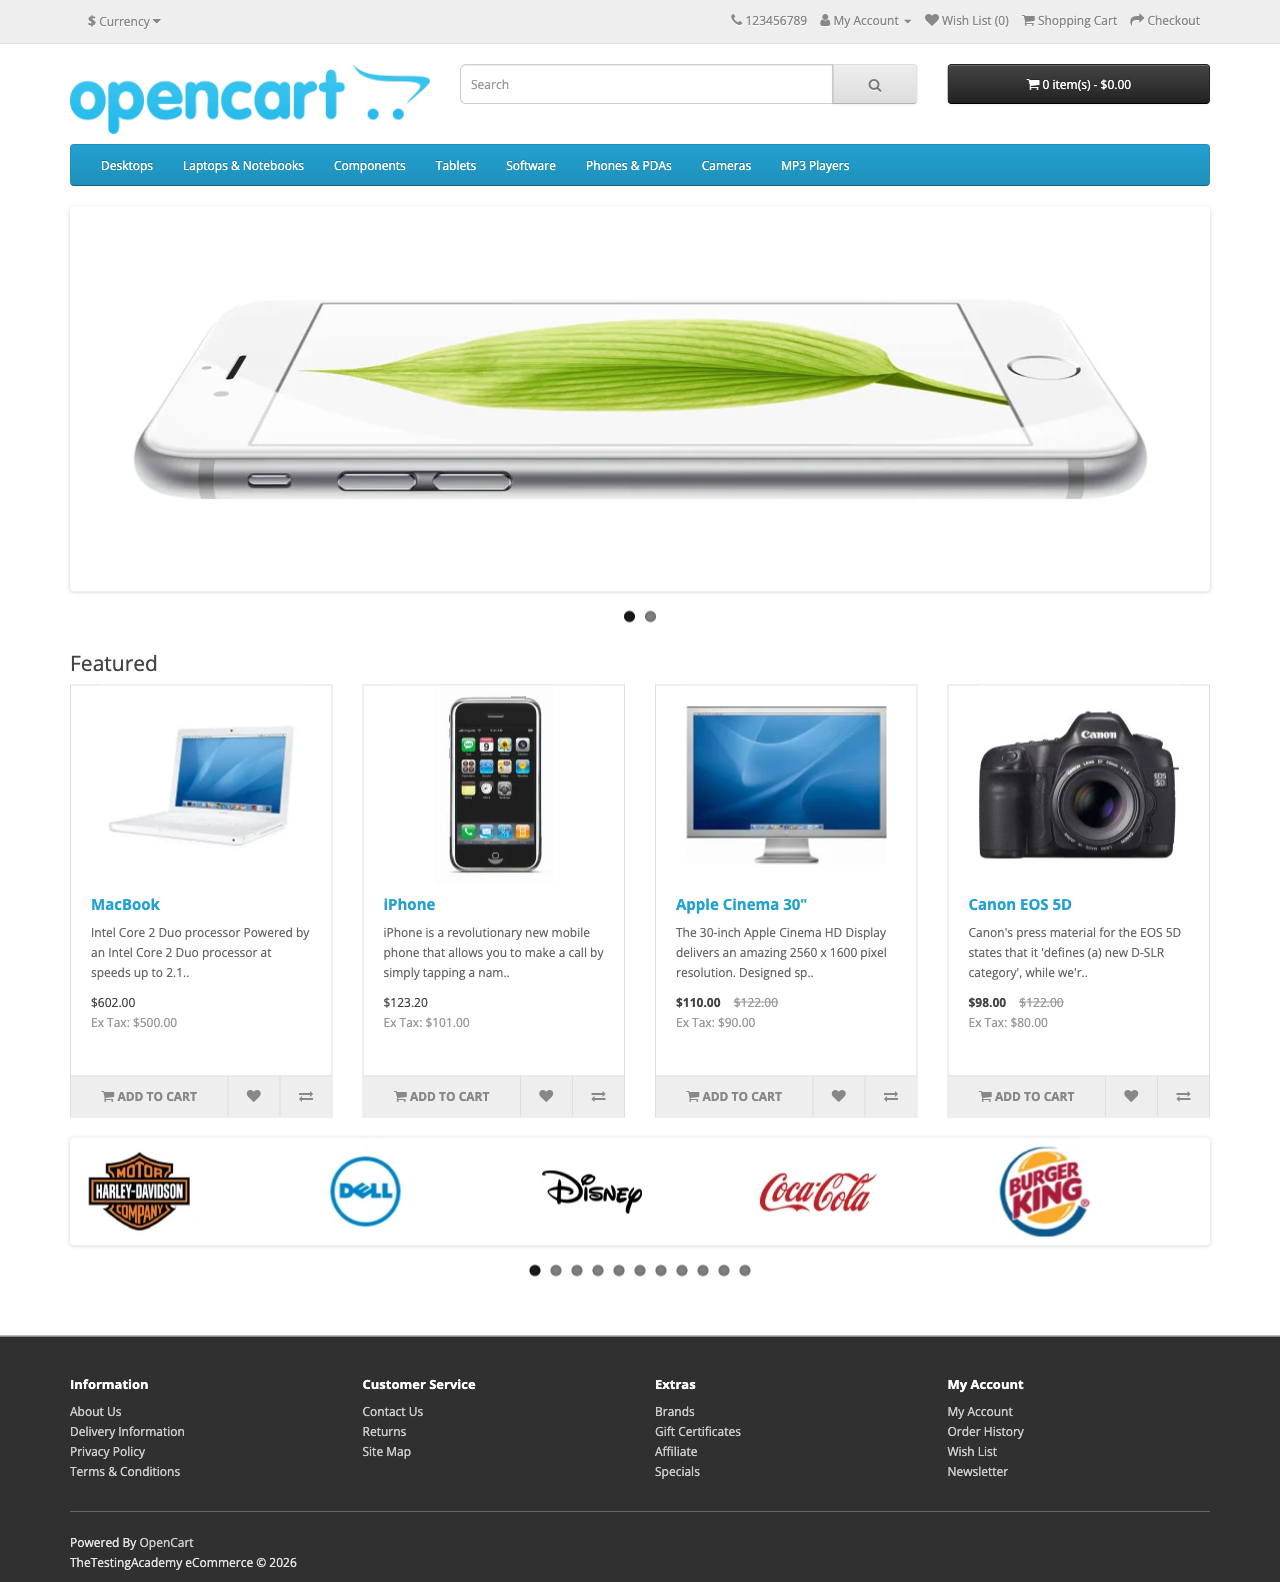 $ Currency
123456789 My Account Wish List (0) Shopping Cart Checkout
opencart
Search
0 item(s) - $0.00
Desktops Laptops & Notebooks Components Tablets Software Phones & PDAs Cameras MP3 Players
Featured
MacBook
Intel Core 2 Duo processor Powered by
an Intel Core 2 Duo processor at
speeds up to 2.1..
$602.00
Ex Tax: $500.00
ADD TO CART
iPhone
iPhone is a revolutionary new mobile
phone that allows you to make a call by
simply tapping a nam..
$123.20
Ex Tax: $101.00
ADD TO CART
Apple Cinema 30"
The 30-inch Apple Cinema HD Display
delivers an amazing 2560 x 1600 pixel
resolution. Designed sp..
$110.00 $122.00
Ex Tax: $90.00
ADD TO CART
Canon
EOS
5D
Canon EOS 5D
Canon's press material for the EOS 5D
states that it 'defines (a) new D-SLR
category', while we'r..
$98.00 $122.00
Ex Tax: $80.00
ADD TO CART
MOTOR
HARLEY-DAVIDSON
COMPANY
DELL
Disney
Coca-Cola
BURGER
KING
Information
About Us
Delivery Information
Privacy Policy
Terms & Conditions
Customer Service
Contact Us
Returns
Site Map
Extras
Brands
Gift Certificates
Affiliate
Specials
My Account
My Account
Order History
Wish List
Newsletter
Powered By OpenCart
TheTestingAcademy eCommerce © 2026